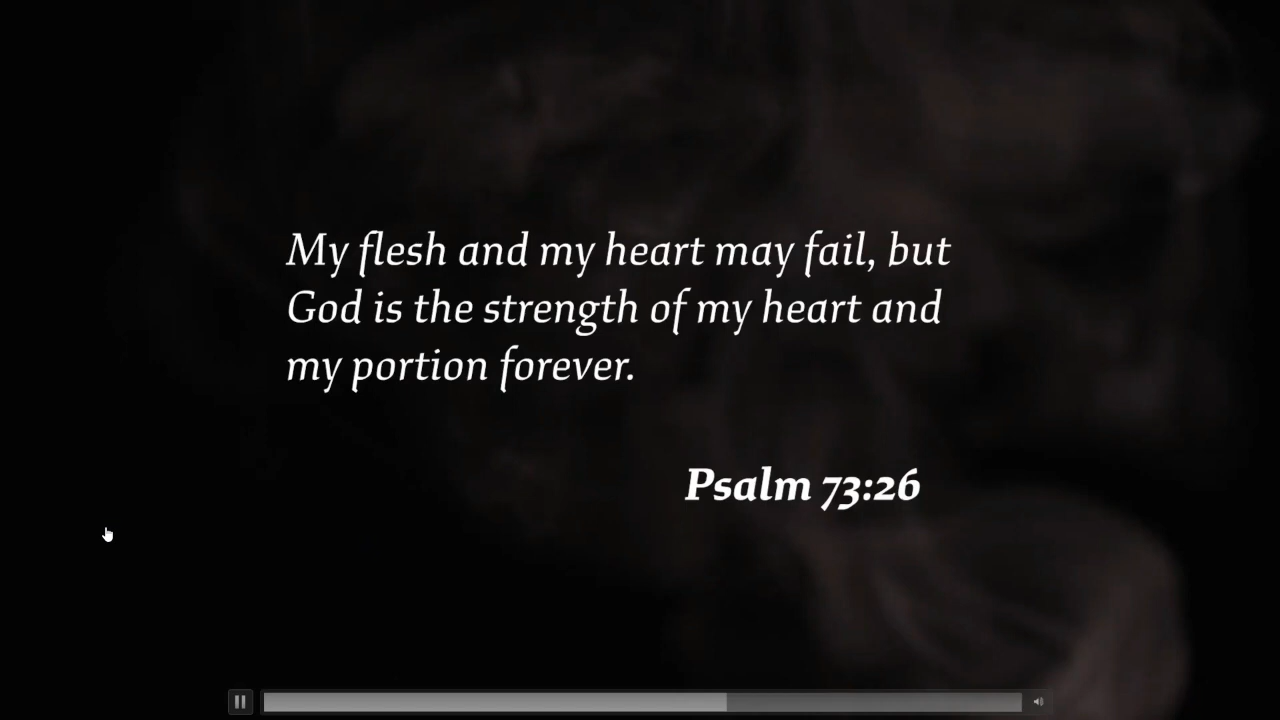 My flesh and my heart may fail, but
God is the strength of my heart and
my portion forever.
Psalm 73:26